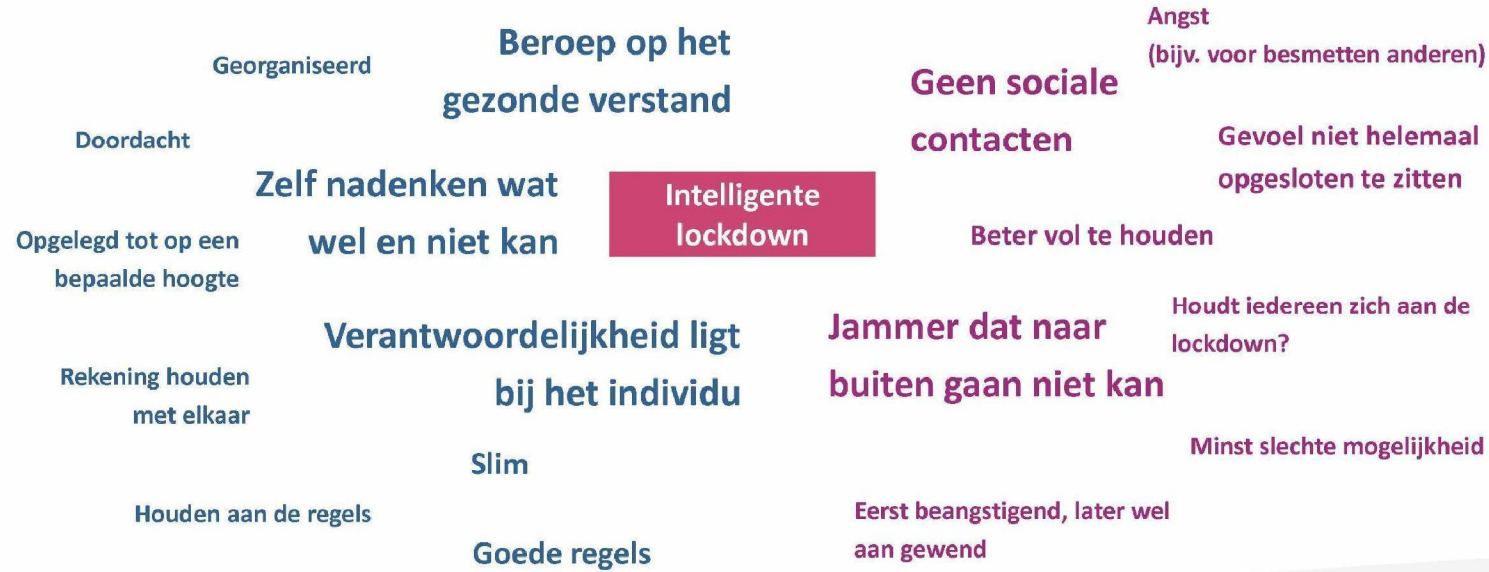 Georganiseerd
Beroep op het
gezonde verstand
Doordacht
Zelf nadenken wat
wel en niet kan
Opgelegd tot op een
bepaalde hoogte
Verantwoordelijkheid ligt
bij het individu
Rekening houden
met elkaar
Slim
Houden aan de regels
Goede regels
Intelligente
lockdown
Angst
(bijv. voor besmetten anderen)
Geen sociale
contacten
Gevoel niet helemaal
opgesloten te zitten
Beter vol te houden
Houdt iedereen zich aan de
lockdown?
Jammer dat naar
buiten gaan niet kan
Minst slechte mogelijkheid
Eerst beangstigend, later wel
aan gewend